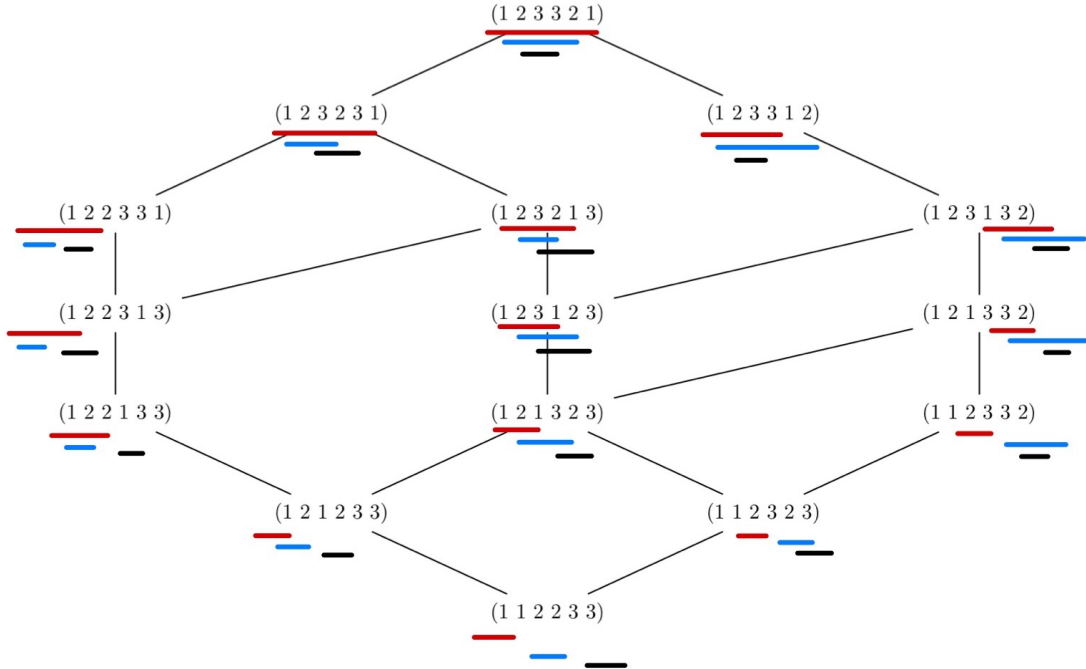 (1 2 3 3 2 1)
(1 2 3 2 3 1)
(1 2 3 3 1 2)
(1 2 2 3 3 1)
(1 2 3 2 1 3)
(1 2 3 1 3 2)
(1 2 2 3 1 3)
(1 2 3 1 2 3)
(1 2 1 3 3 2)
(1 2 2 1 3 3)
(1 2 1 3 2 3)
(1 1 2 3 3 2)
(1 2 1 2 3 3)
(1 1 2 3 2 3)
(1 1 2 2 3 3)